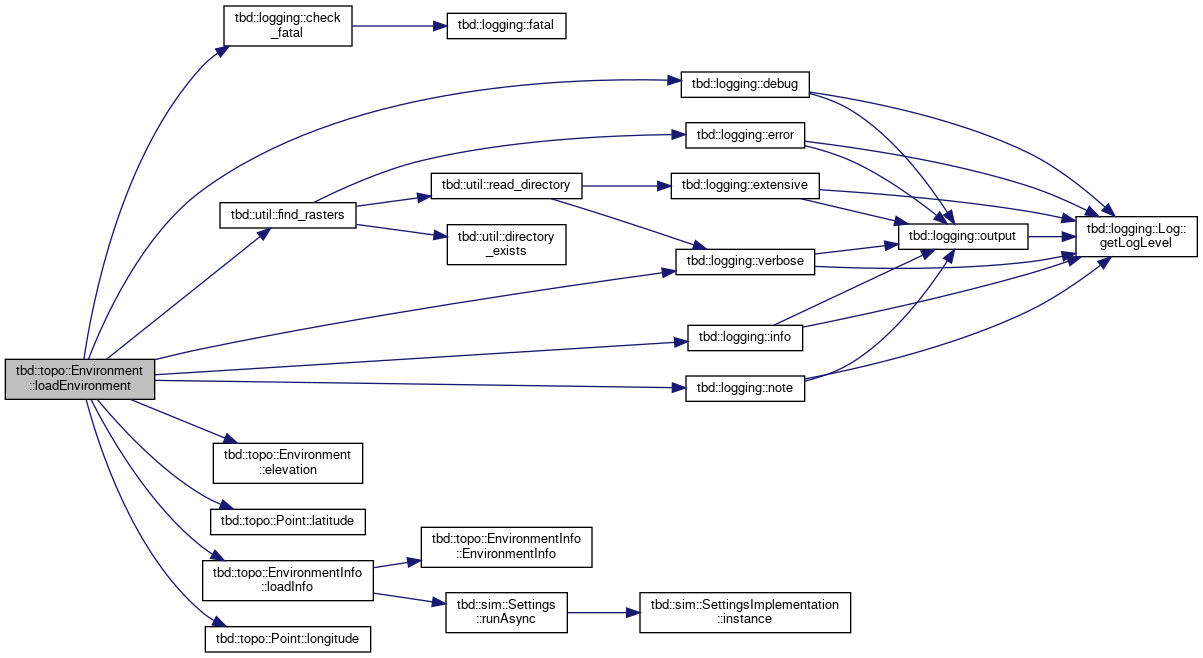 tbd::logging::check
_fatal
tbd::logging::fatal
tbd::logging::debug
tbd::logging::error
tbd::util::read_directory
tbd::logging::extensive
tbd::util::find_rasters
tbd::util::directory
_exists
tbd::logging::output
tbd::logging::Log::
getLogLevel
tbd::logging::verbose
tbd::logging::info
tbd::topo::Environment
::loadEnvironment
tbd::logging::note
tbd::topo::Environment
::elevation
tbd::topo::Point::latitude
tbd::topo::EnvironmentInfo
::EnvironmentInfo
tbd::topo::EnvironmentInfo
::loadInfo
tbd::sim::Settings
::runAsync
tbd::sim::SettingsImplementation
::instance
tbd::topo::Point::longitude